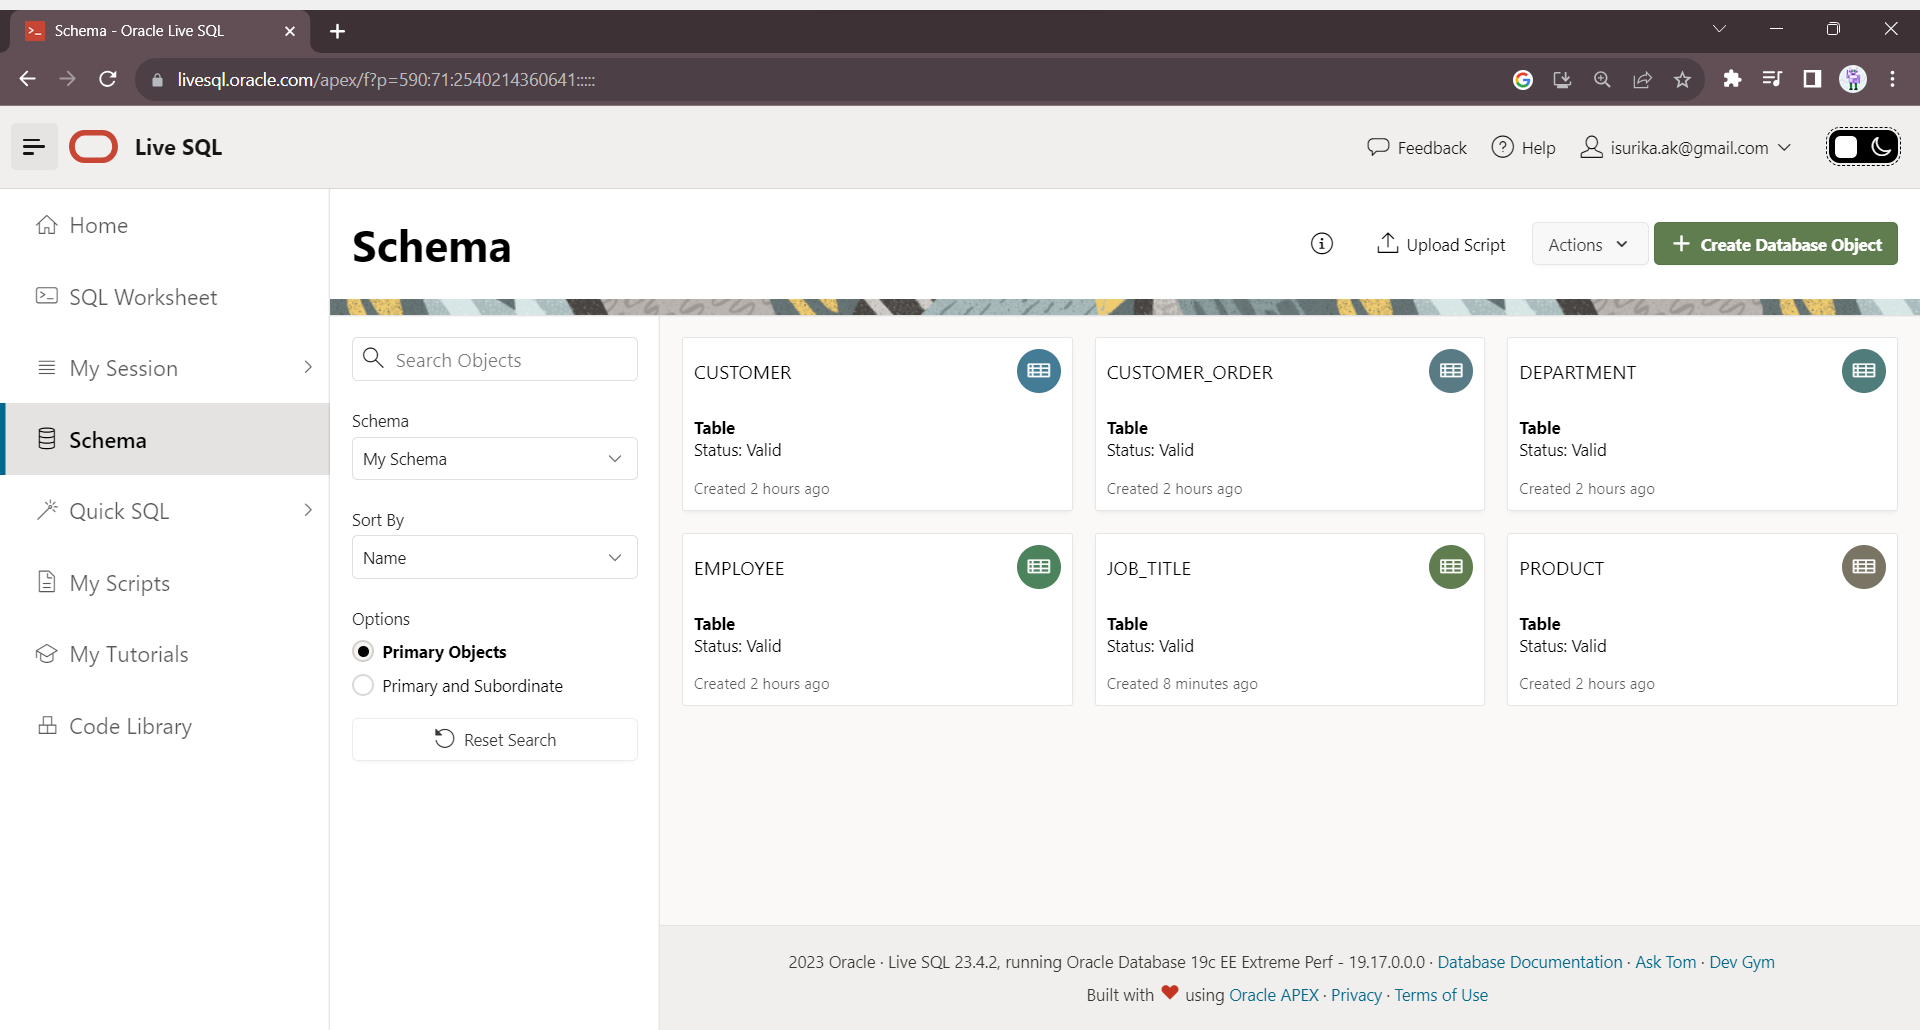 Schema - Oracle Live SQL
livesql.oracle.com/apex/f?p=590:71:2540214360641:::::
Live SQL
Feedback
Help
isurika.ak@gmail.com
Home
SQL Worksheet
My Session
Schema
Quick SQL
My Scripts
My Tutorials
Code Library
Schema
Upload Script
Actions
Create Database Object
Search Objects
Schema
My Schema
Sort By
Name
Options
Primary Objects
Primary and Subordinate
Reset Search
CUSTOMER
Table
Status: Valid
Created 2 hours ago
CUSTOMER_ORDER
Table
Status: Valid
Created 2 hours ago
DEPARTMENT
Table
Status: Valid
Created 2 hours ago
EMPLOYEE
Table
Status: Valid
Created 2 hours ago
JOB_TITLE
Table
Status: Valid
Created 8 minutes ago
PRODUCT
Table
Status: Valid
Created 2 hours ago
2023 Oracle · Live SQL 23.4.2, running Oracle Database 19c EE Extreme Perf - 19.17.0.0.0 · Database Documentation · Ask Tom · Dev Gym
Built with ❤ using Oracle APEX · Privacy · Terms of Use